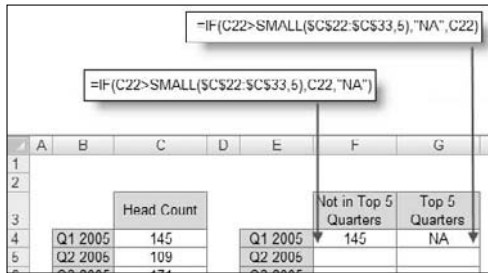 =IF(C22>SMALL($C$22:$C$33,5),"NA",C22)
=IF(C22>SMALL($C$22:$C$33,5),C22,"NA")
A B C D E F G
1
2
3 Head Count Not in Top 5 Quarters Top 5 Quarters
4 Q1 2005 145 Q1 2005 145 NA
5 Q2 2005 109 Q2 2005